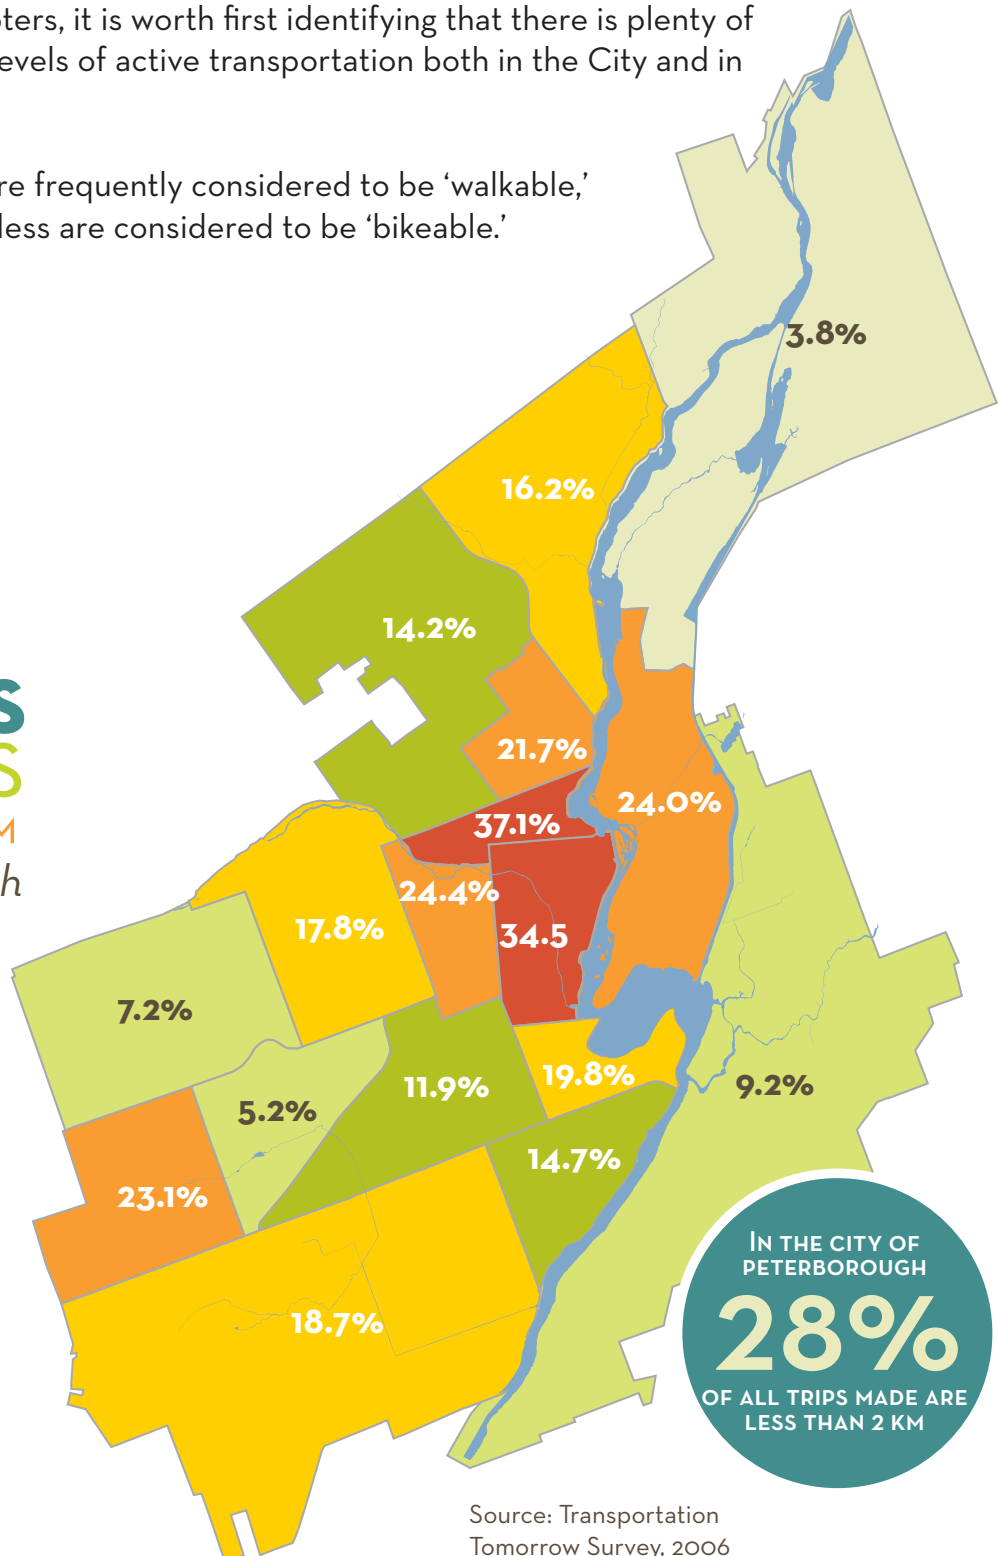 it is worth first identifying that there is plenty of
levels of active transportation both in the City and in
frequently considered to be ‘walkable,’
less are considered to be ‘bikeable.’
3.8%
16.2%
14.2%
21.7%
24.0%
37.1%
24.4%
34.5
17.8%
7.2%
19.8%
11.9%
9.2%
5.2%
14.7%
23.1%
18.7%
IN THE CITY OF
PETERBOROUGH
28%
OF ALL TRIPS MADE ARE
LESS THAN 2 KM
Source: Transportation
Tomorrow Survey, 2006